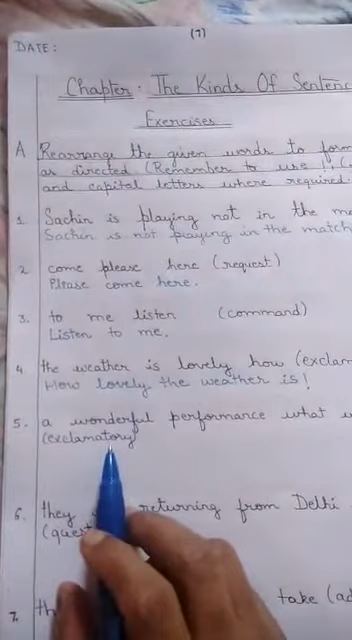 (7)
DATE:
Chapter: The Kinds Of Sentenc
Exercises
A. Rearrange the given words to form
as directed (Remember to use
and capital letters where required.
1. Sachin is playing not in the ma
Sachin is not playing in the match
2. come please here (request)
Please come here.
3. to me listen (command)
Listen to me.
4. the weather is lovely how (exclam
How lovely the weather is!
5. a wonderful performance what
(exclamatory)
6. they returning from Delhi
(ques
7. th take (ad